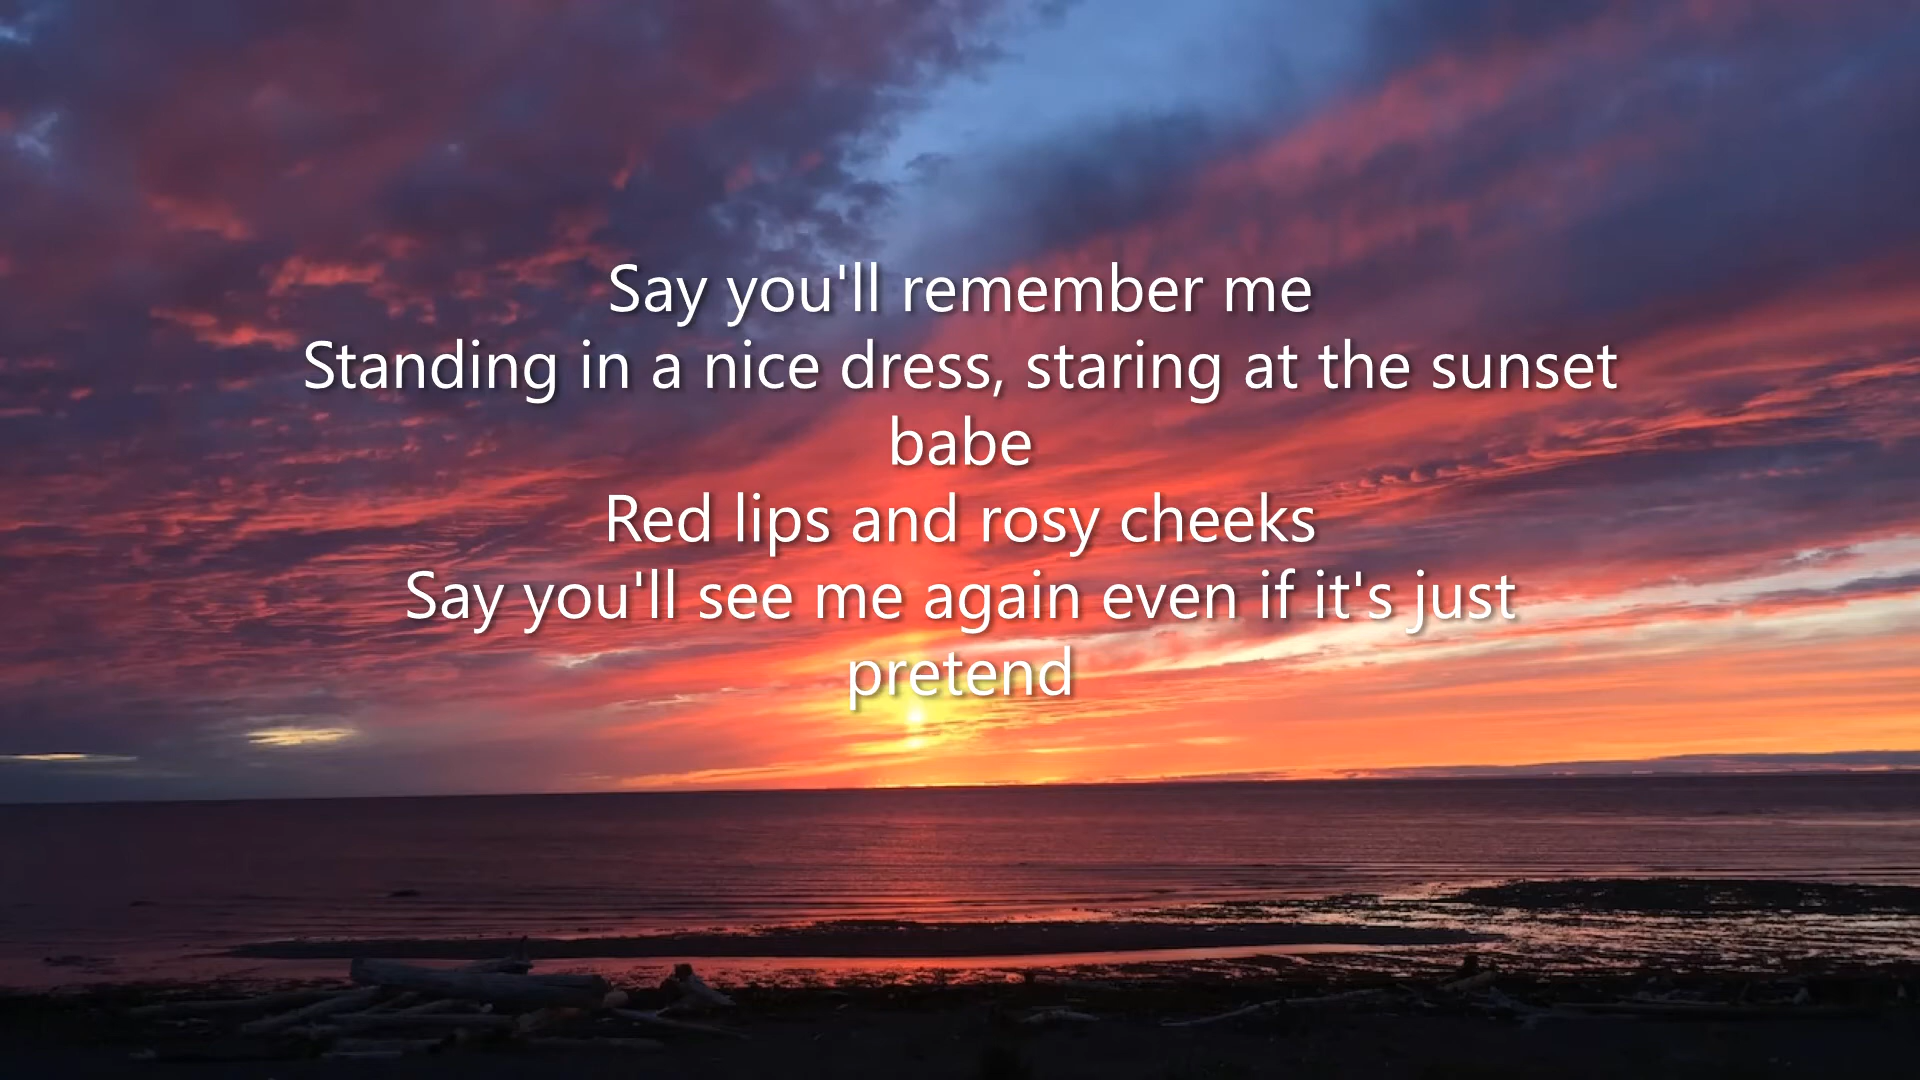 Say you'll remember me
Standing in a nice dress, staring at the sunset
babe
Red lips and rosy cheeks
Say you'll see me again even if it's just
pretend